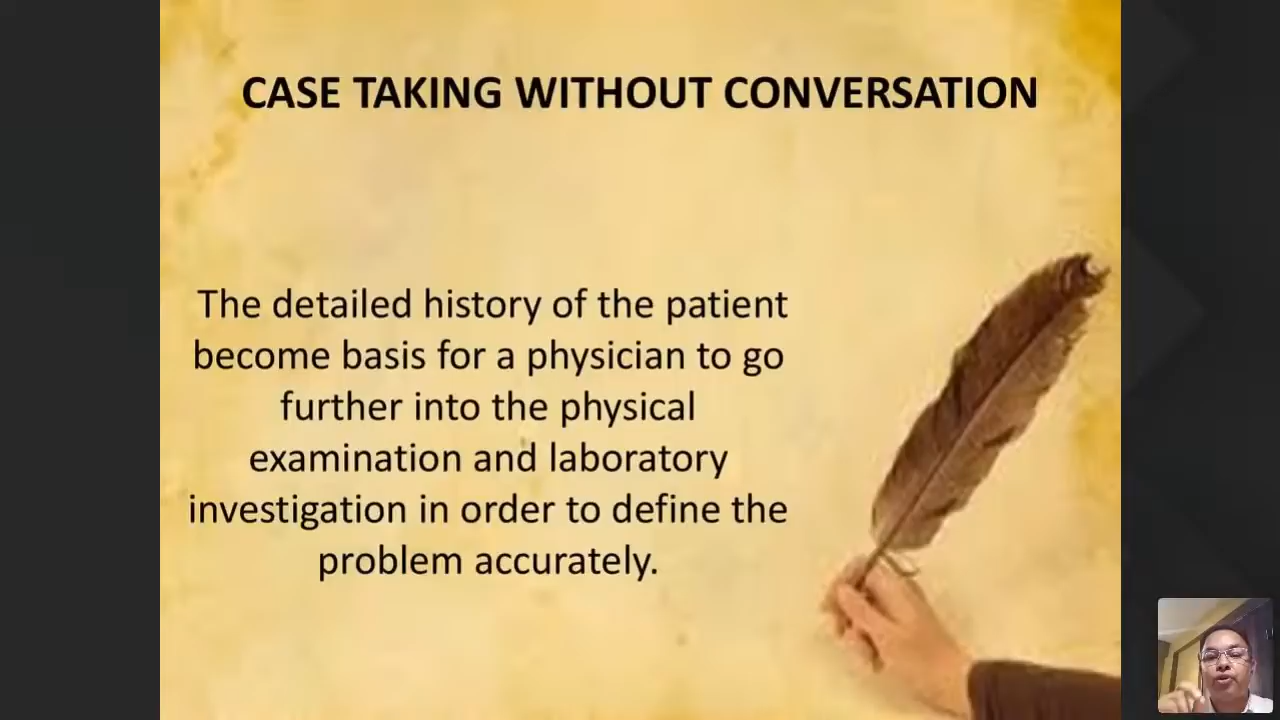 CASE TAKING WITHOUT CONVERSATION
The detailed history of the patient
become basis for a physician to go
further into the physical
examination and laboratory
investigation in order to define the
problem accurately.